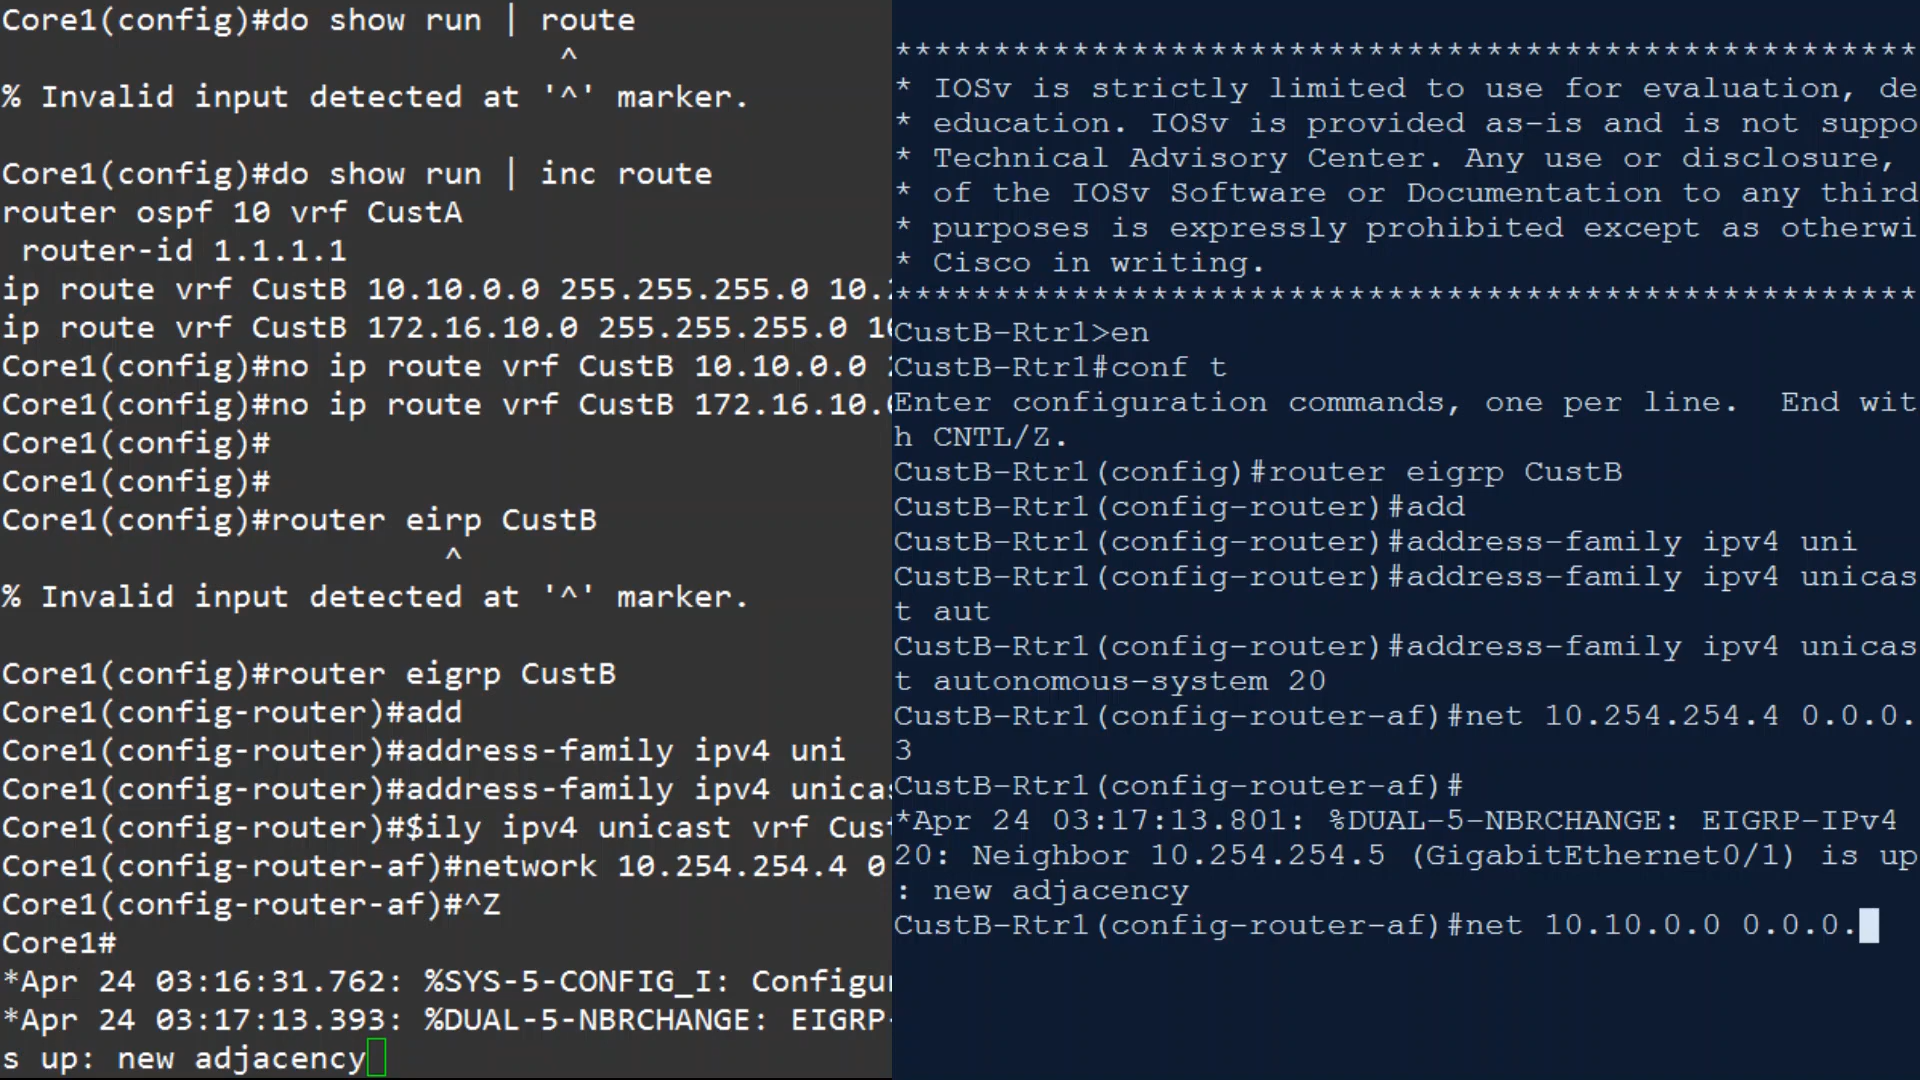 Core1(config)#do show run | route
^
% Invalid input detected at '^' marker.
Core1(config)#do show run | inc route
router ospf 10 vrf CustA
router-id 1.1.1.1
ip route vrf CustB 10.10.0.0 255.255.255.0 10.
ip route vrf CustB 172.16.10.0 255.255.255.0 1
Core1(config)#no ip route vrf CustB 10.10.0.0
Core1(config)#no ip route vrf CustB 172.16.10.
Core1(config)#
Core1(config)#
Core1(config)#router eirp CustB
^
% Invalid input detected at '^' marker.
Core1(config)#router eigrp CustB
Core1(config-router)#add
Core1(config-router)#address-family ipv4 uni
Core1(config-router)#address-family ipv4 unicas
Core1(config-router)#$ily ipv4 unicast vrf Cus
Core1(config-router-af)#network 10.254.254.4 0
Core1(config-router-af)#^Z
Core1#
*Apr 24 03:16:31.762: %SYS-5-CONFIG_I: Configu
*Apr 24 03:17:13.393: %DUAL-5-NBRCHANGE: EIGRP-
s up: new adjacency
****************************************************
* IOSv is strictly limited to use for evaluation, de
* education. IOSv is provided as-is and is not suppo
* Technical Advisory Center. Any use or disclosure,
* of the IOSv Software or Documentation to any third
* purposes is expressly prohibited except as otherwi
* Cisco in writing.
****************************************************
CustB-Rtr1>en
CustB-Rtr1#conf t
Enter configuration commands, one per line.  End wit
h CNTL/Z.
CustB-Rtr1(config)#router eigrp CustB
CustB-Rtr1(config-router)#add
CustB-Rtr1(config-router)#address-family ipv4 uni
CustB-Rtr1(config-router)#address-family ipv4 unicas
t aut
CustB-Rtr1(config-router)#address-family ipv4 unicas
t autonomous-system 20
CustB-Rtr1(config-router-af)#net 10.254.254.4 0.0.0.
3
CustB-Rtr1(config-router-af)#
*Apr 24 03:17:13.801: %DUAL-5-NBRCHANGE: EIGRP-IPv4
20: Neighbor 10.254.254.5 (GigabitEthernet0/1) is up
: new adjacency
CustB-Rtr1(config-router-af)#net 10.10.0.0 0.0.0.